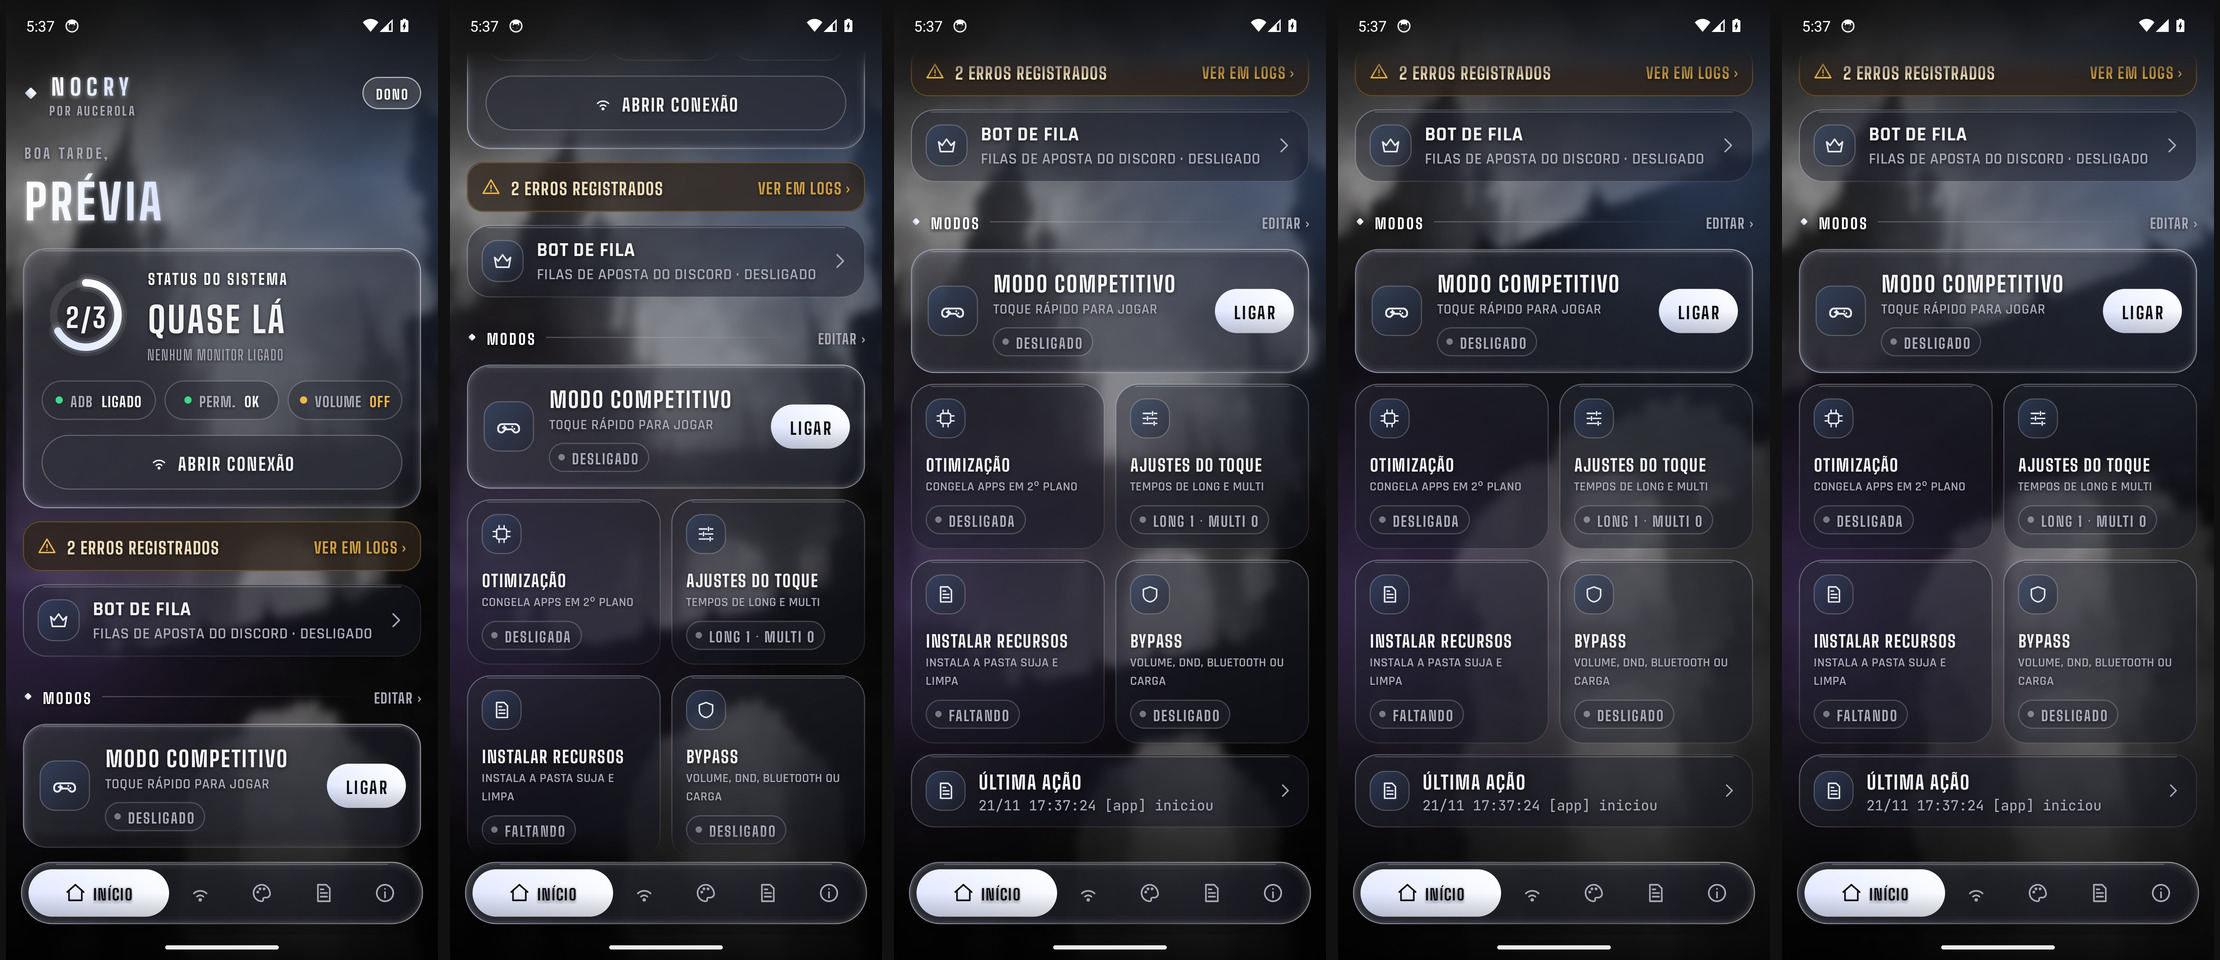 5:37
NOCRY
POR AUCEROLA
DONO
BOA TARDE,
PRÉVIA
2/3
STATUS DO SISTEMA
QUASE LÁ
NENHUM MONITOR LIGADO
ADB LIGADO
PERM. OK
VOLUME OFF
ABRIR CONEXÃO
2 ERROS REGISTRADOS
VER EM LOGS ›
BOT DE FILA
FILAS DE APOSTA DO DISCORD · DESLIGADO
MODOS
EDITAR ›
MODO COMPETITIVO
TOQUE RÁPIDO PARA JOGAR
DESLIGADO
LIGAR
INÍCIO
5:37
ABRIR CONEXÃO
2 ERROS REGISTRADOS
VER EM LOGS ›
BOT DE FILA
FILAS DE APOSTA DO DISCORD · DESLIGADO
MODOS
EDITAR ›
MODO COMPETITIVO
TOQUE RÁPIDO PARA JOGAR
DESLIGADO
LIGAR
OTIMIZAÇÃO
CONGELA APPS EM 2º PLANO
DESLIGADA
AJUSTES DO TOQUE
TEMPOS DE LONG E MULTI
LONG 1 · MULTI 0
INSTALAR RECURSOS
INSTALA A PASTA SUJA E
LIMPA
FALTANDO
BYPASS
VOLUME, DND, BLUETOOTH OU
CARGA
DESLIGADO
INÍCIO
5:37
2 ERROS REGISTRADOS
VER EM LOGS ›
BOT DE FILA
FILAS DE APOSTA DO DISCORD · DESLIGADO
MODOS
EDITAR ›
MODO COMPETITIVO
TOQUE RÁPIDO PARA JOGAR
DESLIGADO
LIGAR
OTIMIZAÇÃO
CONGELA APPS EM 2º PLANO
DESLIGADA
AJUSTES DO TOQUE
TEMPOS DE LONG E MULTI
LONG 1 · MULTI 0
INSTALAR RECURSOS
INSTALA A PASTA SUJA E
LIMPA
FALTANDO
BYPASS
VOLUME, DND, BLUETOOTH OU
CARGA
DESLIGADO
ÚLTIMA AÇÃO
21/11 17:37:24 [app] iniciou
INÍCIO
5:37
2 ERROS REGISTRADOS
VER EM LOGS ›
BOT DE FILA
FILAS DE APOSTA DO DISCORD · DESLIGADO
MODOS
EDITAR ›
MODO COMPETITIVO
TOQUE RÁPIDO PARA JOGAR
DESLIGADO
LIGAR
OTIMIZAÇÃO
CONGELA APPS EM 2º PLANO
DESLIGADA
AJUSTES DO TOQUE
TEMPOS DE LONG E MULTI
LONG 1 · MULTI 0
INSTALAR RECURSOS
INSTALA A PASTA SUJA E
LIMPA
FALTANDO
BYPASS
VOLUME, DND, BLUETOOTH OU
CARGA
DESLIGADO
ÚLTIMA AÇÃO
21/11 17:37:24 [app] iniciou
INÍCIO
5:37
2 ERROS REGISTRADOS
VER EM LOGS ›
BOT DE FILA
FILAS DE APOSTA DO DISCORD · DESLIGADO
MODOS
EDITAR ›
MODO COMPETITIVO
TOQUE RÁPIDO PARA JOGAR
DESLIGADO
LIGAR
OTIMIZAÇÃO
CONGELA APPS EM 2º PLANO
DESLIGADA
AJUSTES DO TOQUE
TEMPOS DE LONG E MULTI
LONG 1 · MULTI 0
INSTALAR RECURSOS
INSTALA A PASTA SUJA E
LIMPA
FALTANDO
BYPASS
VOLUME, DND, BLUETOOTH OU
CARGA
DESLIGADO
ÚLTIMA AÇÃO
21/11 17:37:24 [app] iniciou
INÍCIO